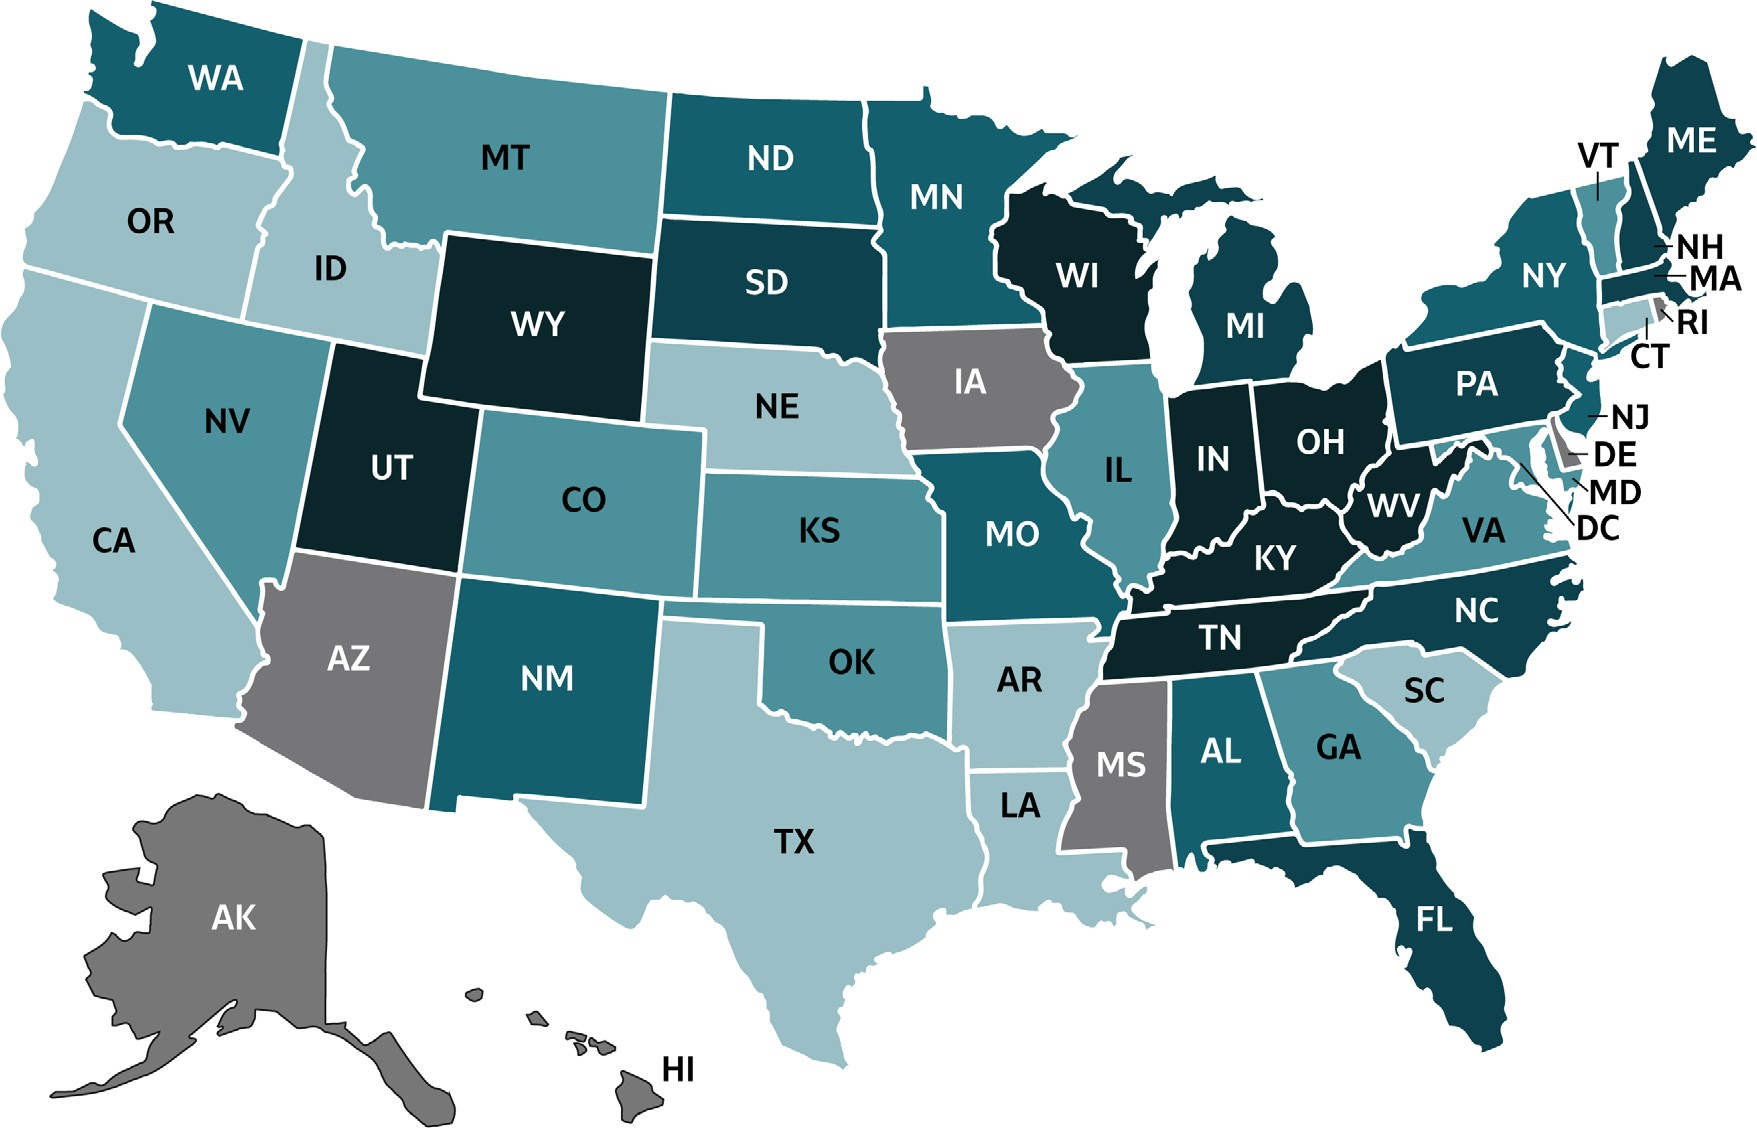 WA
ME
VT
MT
ND
MN
OR
NH
ID
SD
WI
NY
MA
WY
MI
RI
CT
IA
PA
NE
NV
NJ
OH
UT
IN
DE
IL
CO
MD
WV
KS
MO
VA
DC
CA
KY
NC
TN
AZ
OK
NM
AR
SC
GA
AL
MS
LA
TX
AK
FL
HI